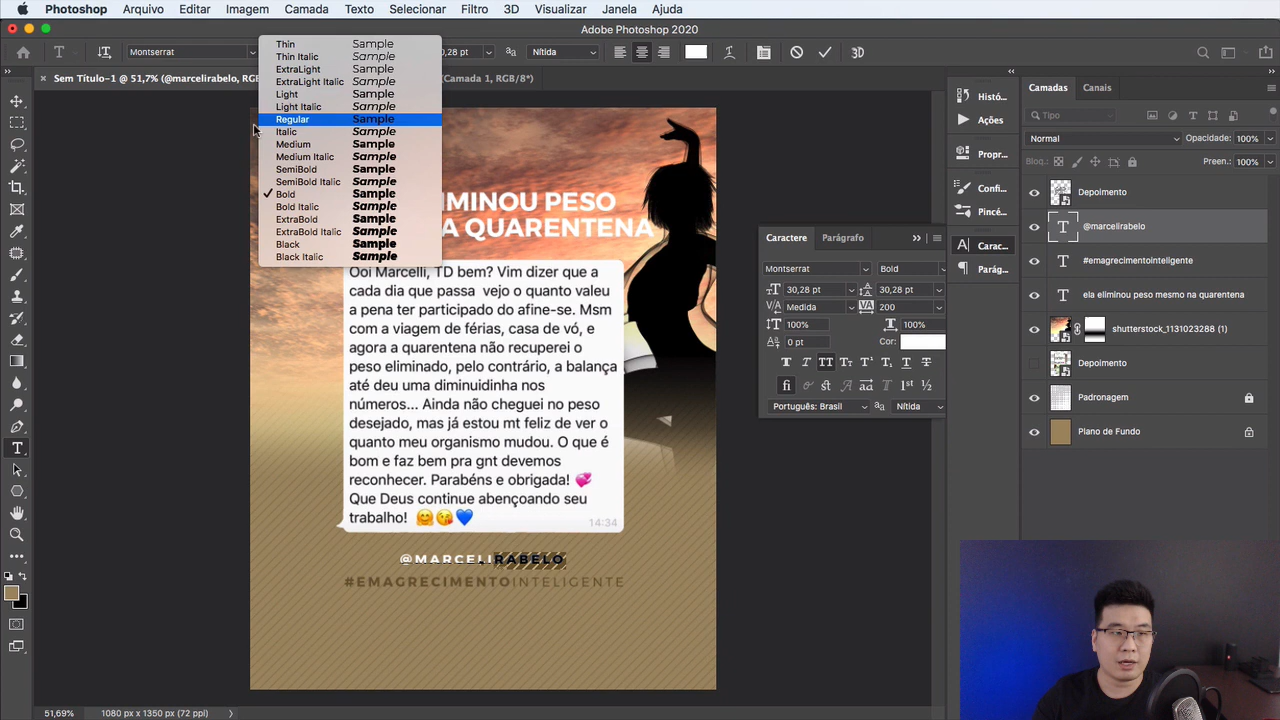 Photoshop Arquivo Editar Imagem Camada Texto Selecionar Filtro 3D Visualizar Janela Ajuda
Adobe Photoshop 2020
Montserrat 30,28 pt Nítida 3D
Sem Título-1 @ 51,7% (@marcelirabelo, RGB (Camada 1, RGB/8*)
Thin Sample
Thin Italic Sample
ExtraLight Sample
ExtraLight Italic Sample
Light Sample
Light Italic Sample
Regular Sample
Italic Sample
Medium Sample
Medium Italic Sample
SemiBold Sample
SemiBold Italic Sample
Bold Sample
Bold Italic Sample
ExtraBold Sample
ExtraBold Italic Sample
Black Sample
Black Italic Sample
IMINOU PESO
A QUARENTENA
Ooi Marcelli, TD bem? Vim dizer que a
cada dia que passa vejo o quanto valeu
a pena ter participado do afine-se. Msm
com a viagem de férias, casa de vó, e
agora a quarentena não recuperei o
peso eliminado, pelo contrário, a balança
até deu uma diminuidinha nos
números... Ainda não cheguei no peso
desejado, mas já estou mt feliz de ver o
quanto meu organismo mudou. O que é
bom e faz bem pra gnt devemos
reconhecer. Parabéns e obrigada! 💞
Que Deus continue abençoando seu
trabalho! 🤗😘💙
14:34
@MARCELIRABELO
#EMAGRECIMENTOINTELIGENTE
Caractere Parágrafo
Montserrat Bold
30,28 pt 30,28 pt
Medida 200
100% 100%
0 pt Cor:
Português: Brasil Nítida
Histó...
Ações
Propr...
Confi...
Pincé...
Carac...
Parág...
Camadas Canais
Tipo
Normal Opacidade: 100%
Bloq.: Preen.: 100%
Depoimento
@marcelirabelo
#emagrecimentointeligente
ela eliminou peso mesmo na quarentena
shutterstock_1131023288 (1)
Depoimento
Padronagem
Plano de Fundo
51,69% 1080 px x 1350 px (72 ppi)